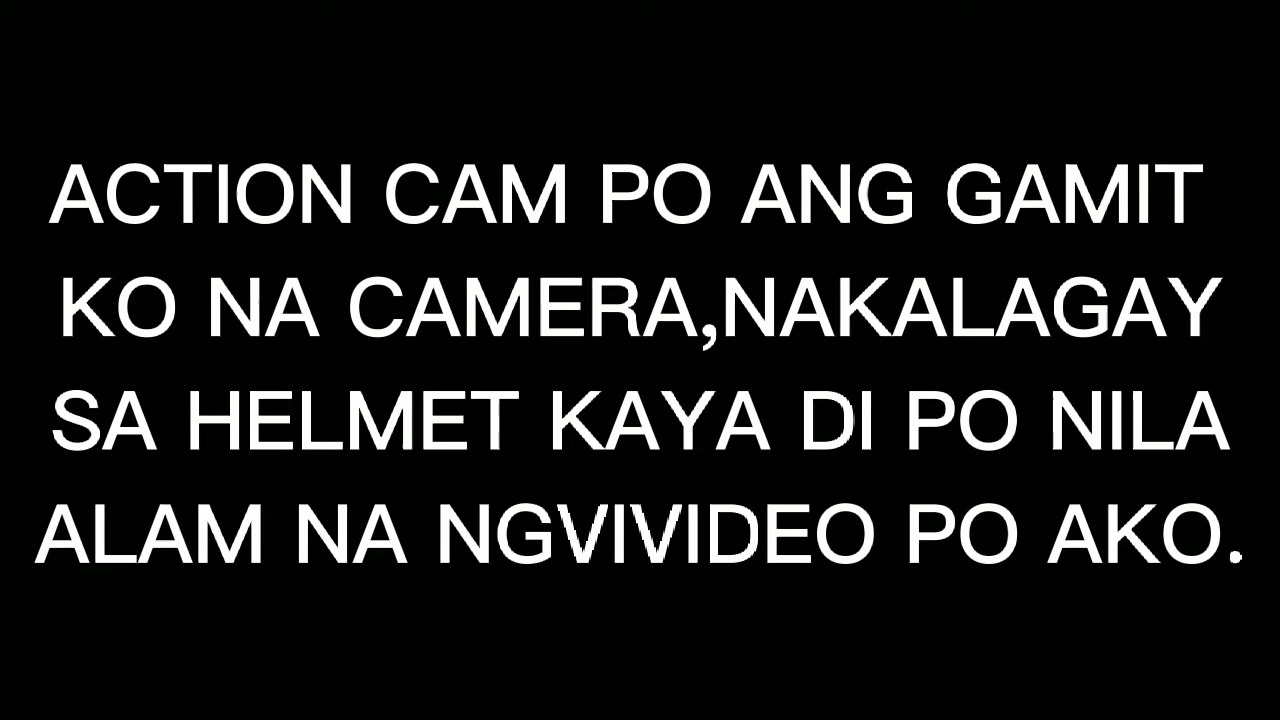 ACTION CAM PO ANG GAMIT
KO NA CAMERA,NAKALAGAY
SA HELMET KAYA DI PO NILA
ALAM NA NGVIVIDEO PO AKO.